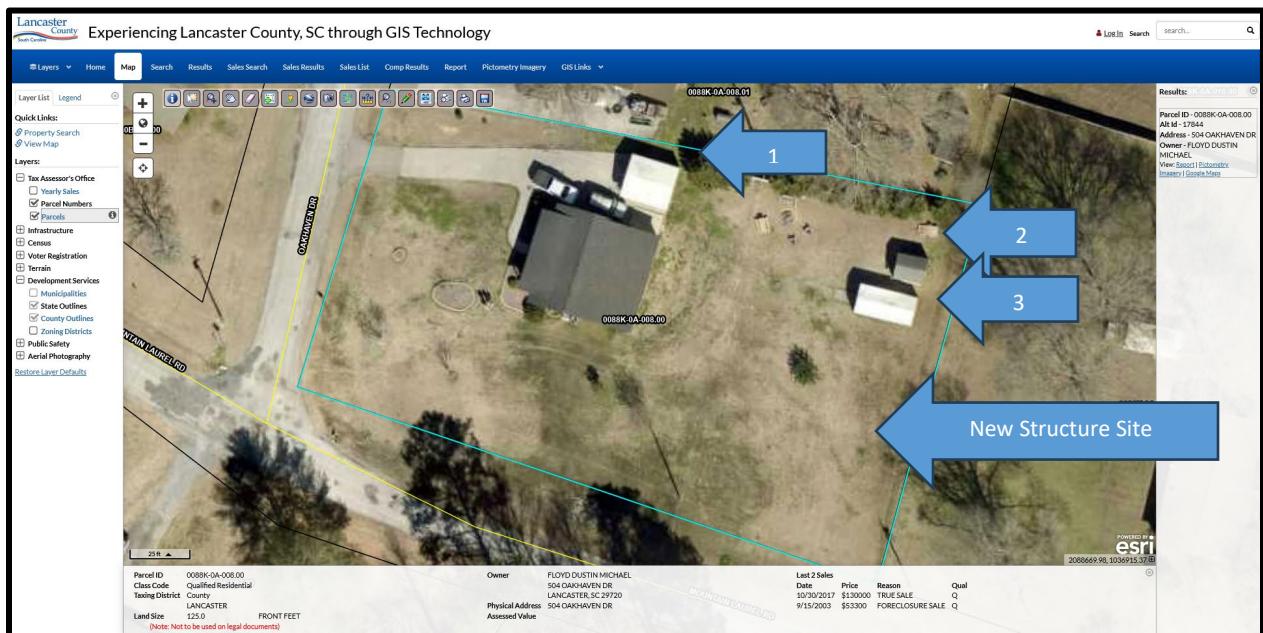 Lancaster
County
South Carolina
Experiencing Lancaster County, SC through GIS Technology
Log In Search search...
Layers Home Map Search Results Sales Search Sales Results Sales List Comp Results Report Pictometry Imagery GIS Links
Layer List Legend
Quick Links:
Property Search
View Map
Layers:
Tax Assessor's Office
Yearly Sales
Parcel Numbers
Parcels
Infrastructure
Census
Voter Registration
Terrain
Development Services
Municipalities
State Outlines
County Outlines
Zoning Districts
Public Safety
Aerial Photography
Restore Layer Defaults
0088K-0A-008.01
OAKHAVEN DR
0088K-0A-008.00
MOUNTAIN LAUREL RD
1
2
3
New Structure Site
25 ft
POWERED BY
esri
2088669.98, 1036915.37
Results:
Parcel ID - 0088K-0A-008.00
Alt Id - 17844
Address - 504 OAKHAVEN DR
Owner - FLOYD DUSTIN
MICHAEL
View: Report | Pictometry
Imagery | Google Maps
Parcel ID 0088K-0A-008.00 Owner FLOYD DUSTIN MICHAEL Last 2 Sales
Class Code Qualified Residential 504 OAKHAVEN DR Date Price Reason Qual
Taxing District County LANCASTER, SC 29720 10/30/2017 $130000 TRUE SALE Q
LANCASTER Physical Address 504 OAKHAVEN DR 9/15/2003 $53300 FORECLOSURE SALE Q
Land Size 125.0 FRONT FEET Assessed Value
(Note: Not to be used on legal documents)
MOUNTAIN LAUREL RD